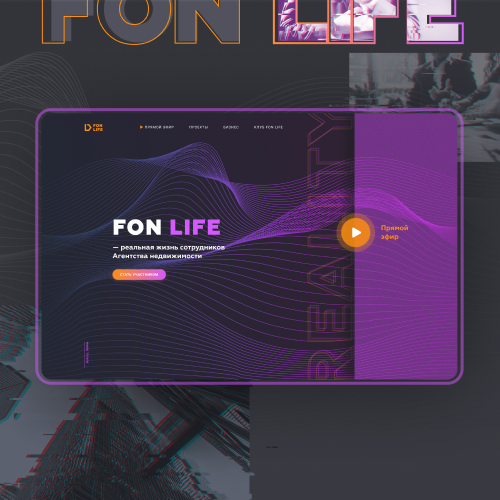 FON LIFE
FON
LIFE
ПРЯМОЙ ЭФИР ПРОЕКТЫ БИЗНЕС КЛУБ FON LIFE
FON LIFE
— реальная жизнь сотрудников
Агентства недвижимости
СТАТЬ УЧАСТНИКОМ
Прямой
эфир
REALITY